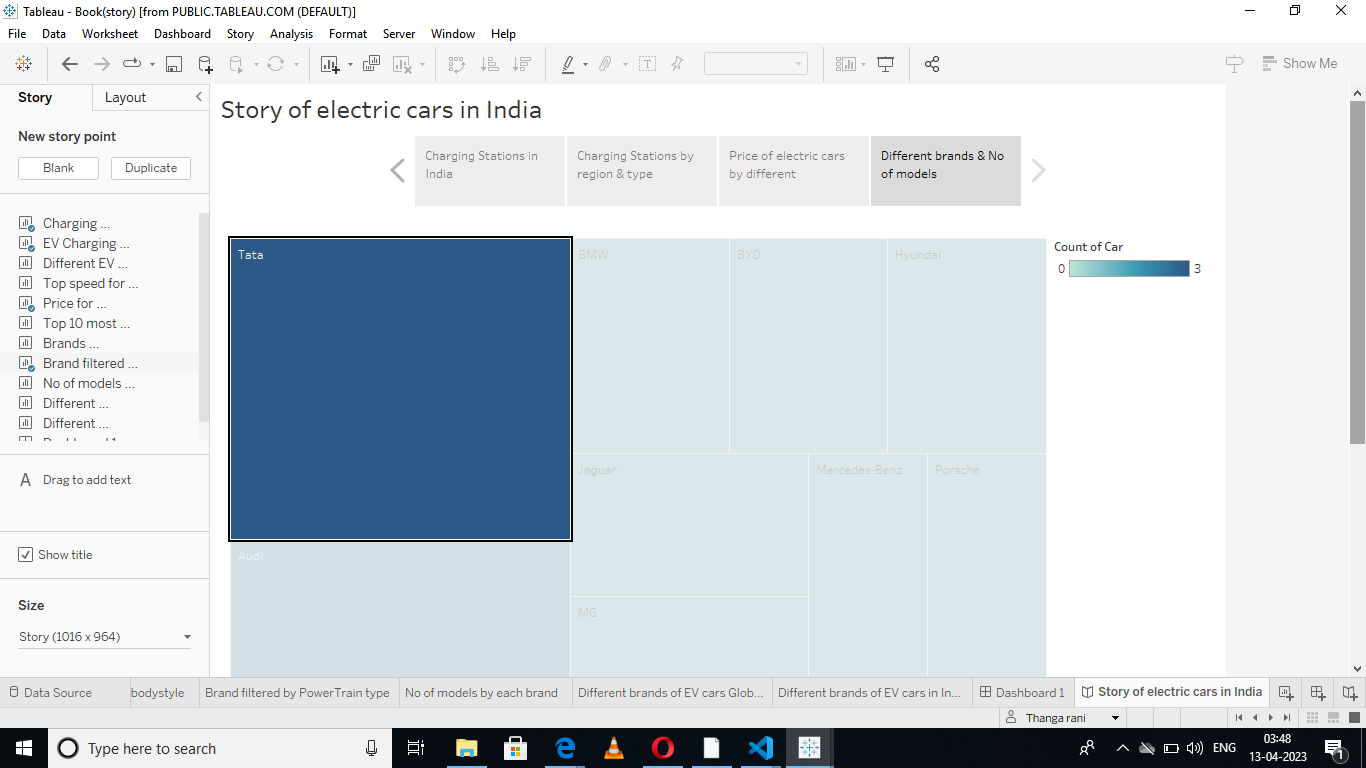 Tableau - Book(story) [from PUBLIC.TABLEAU.COM (DEFAULT)]
File Data Worksheet Dashboard Story Analysis Format Server Window Help
Show Me
Story Layout
New story point
Blank Duplicate
Charging ...
EV Charging ...
Different EV ...
Top speed for ...
Price for ...
Top 10 most ...
Brands ...
Brand filtered ...
No of models ...
Different ...
Different ...
Dashboard 1
A Drag to add text
Show title
Size
Story (1016 x 964)
Story of electric cars in India
Charging Stations in
India
Charging Stations by
region & type
Price of electric cars
by different
Different brands & No
of models
Tata
BMW
BYD
Hyundai
Audi
Jaguar
Mercedes-Benz
Porsche
MG
Count of Car
0 3
Data Source bodystyle Brand filtered by PowerTrain type No of models by each brand Different brands of EV cars Glob... Different brands of EV cars in In... Dashboard 1 Story of electric cars in India
Thanga rani
Type here to search
ENG
03:48
13-04-2023
1